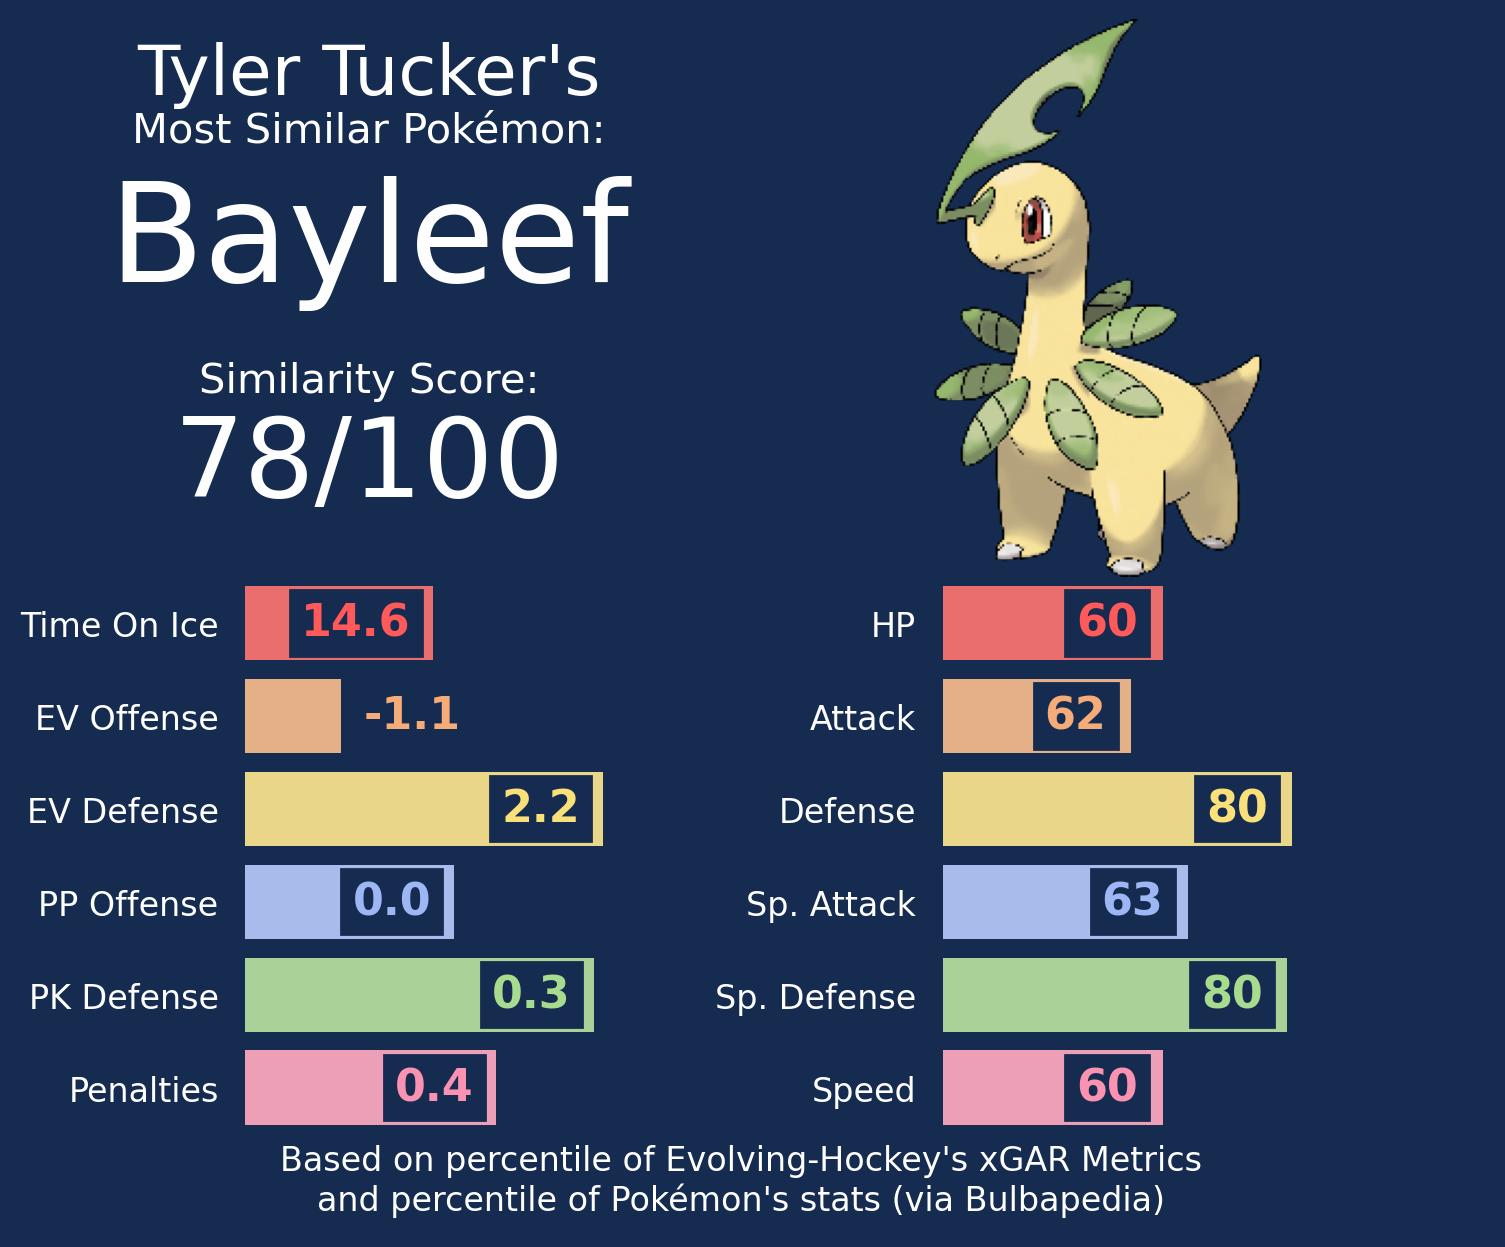 Tyler Tucker's
Most Similar Pokémon:
Bayleef
Similarity Score:
78/100
Time On Ice 14.6
EV Offense -1.1
EV Defense 2.2
PP Offense 0.0
PK Defense 0.3
Penalties 0.4
HP 60
Attack 62
Defense 80
Sp. Attack 63
Sp. Defense 80
Speed 60
Based on percentile of Evolving-Hockey's xGAR Metrics
and percentile of Pokémon's stats (via Bulbapedia)